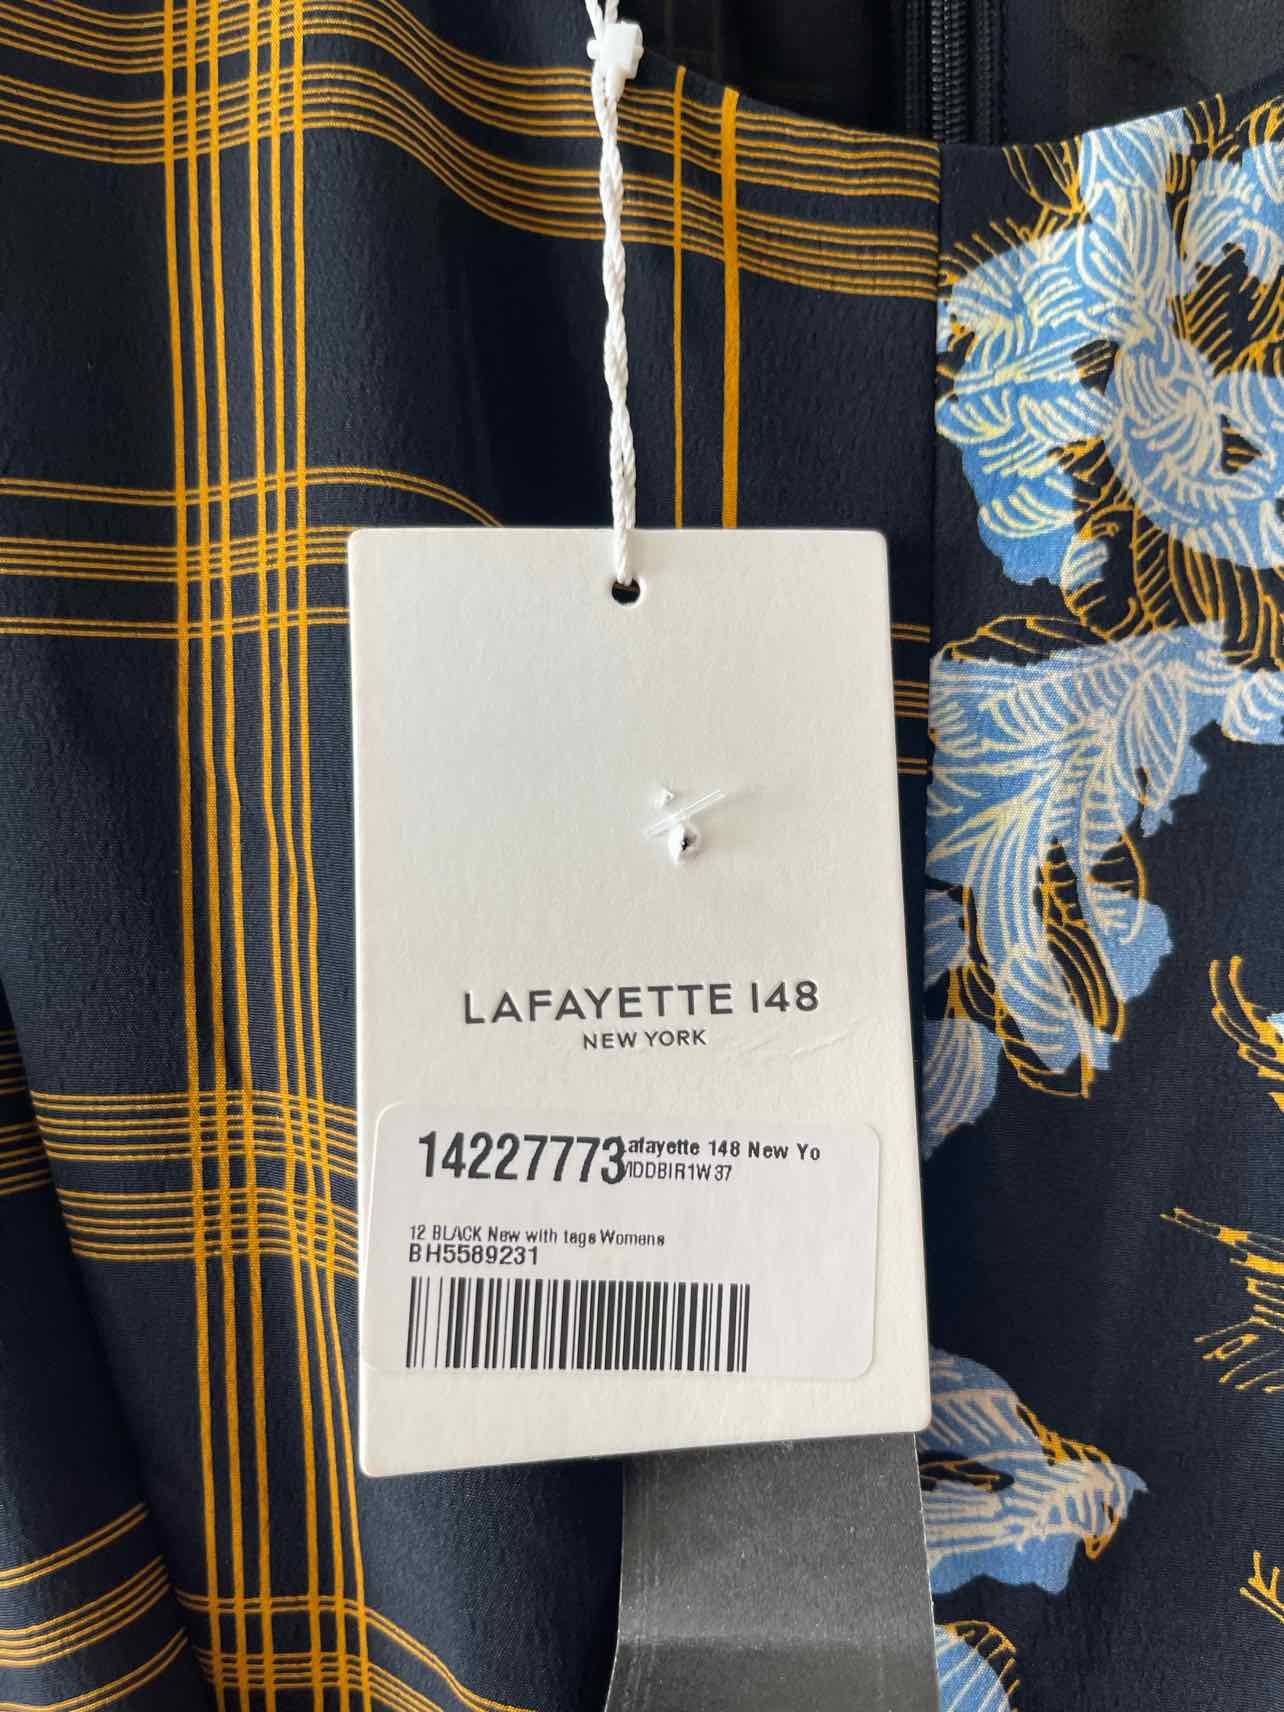 LAFAYETTE 148
NEW YORK
14227773
afayette 148 New Yo
MDDBIR1W37
12 BLACK New with tags Womens
BH5589231